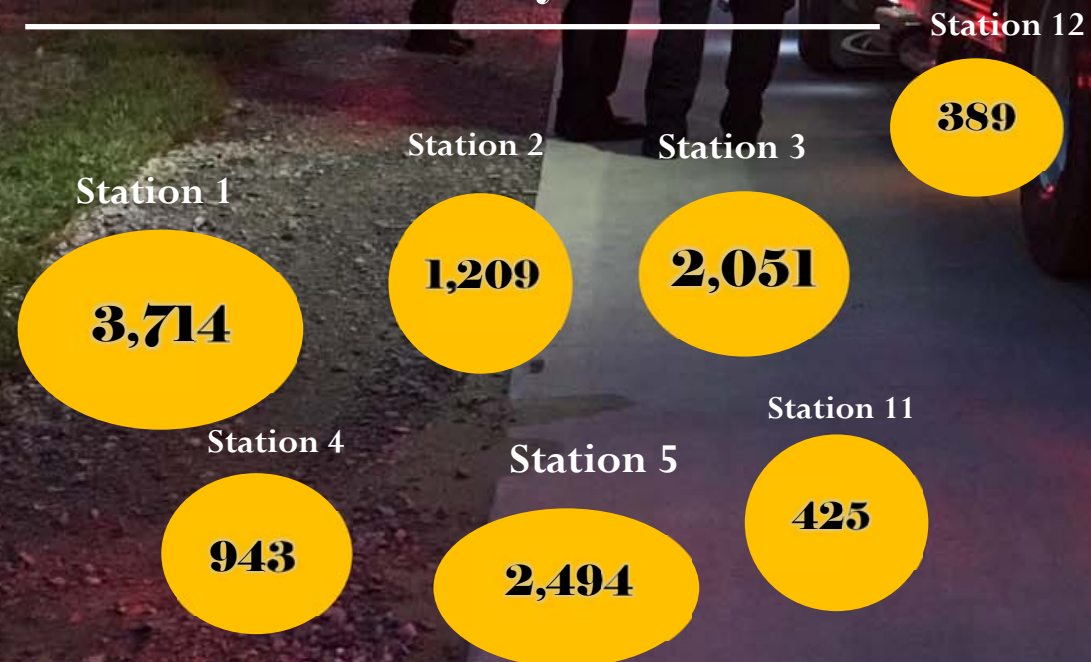 Station 12
389
Station 2
Station 3
Station 1
1,209
2,051
3,714
Station 11
Station 4
Station 5
425
943
2,494